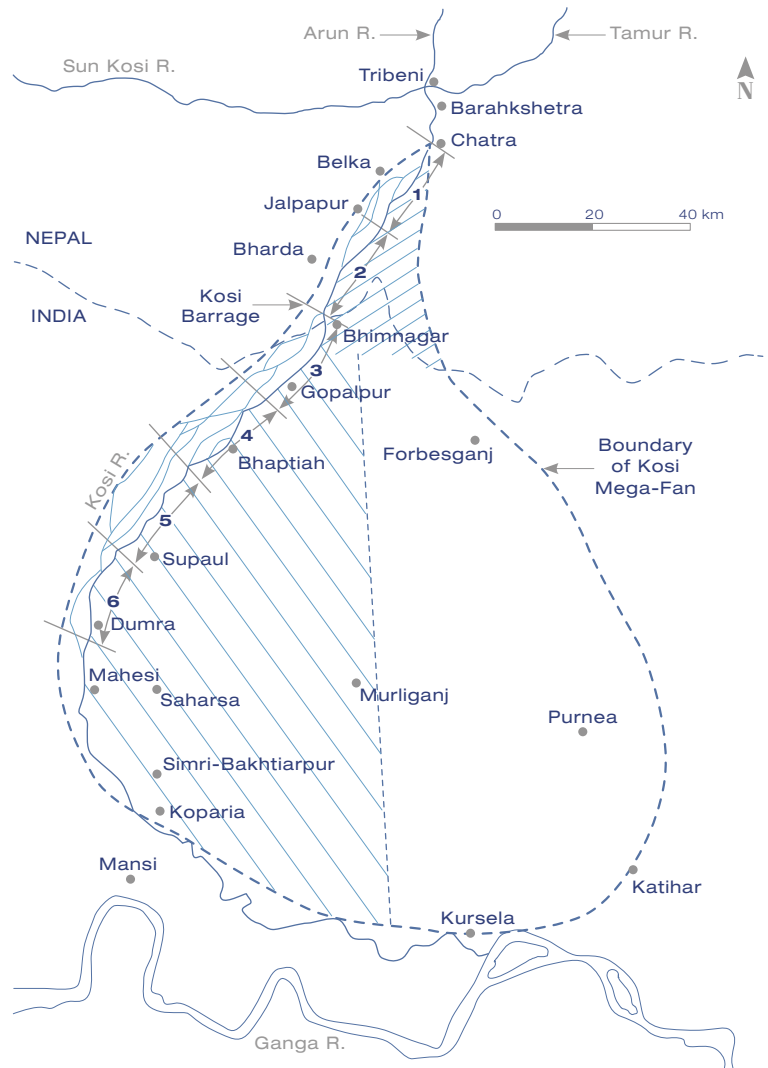 Arun R.
Tamur R.
Sun Kosi R.
Tribeni
N
Barahkshetra
Chatra
Belka
1
Jalpapur
0 20 40 km
NEPAL
Bharda
2
Kosi
Barrage
INDIA
Bhimnagar
3
Gopalpur
4
Forbesganj
Boundary
of Kosi
Mega-Fan
Bhaptiah
Kosi R.
5
Supaul
6
Dumra
Mahesi
Saharsa
Murliganj
Purnea
Simri-Bakhtiarpur
Koparia
Mansi
Katihar
Kursela
Ganga R.